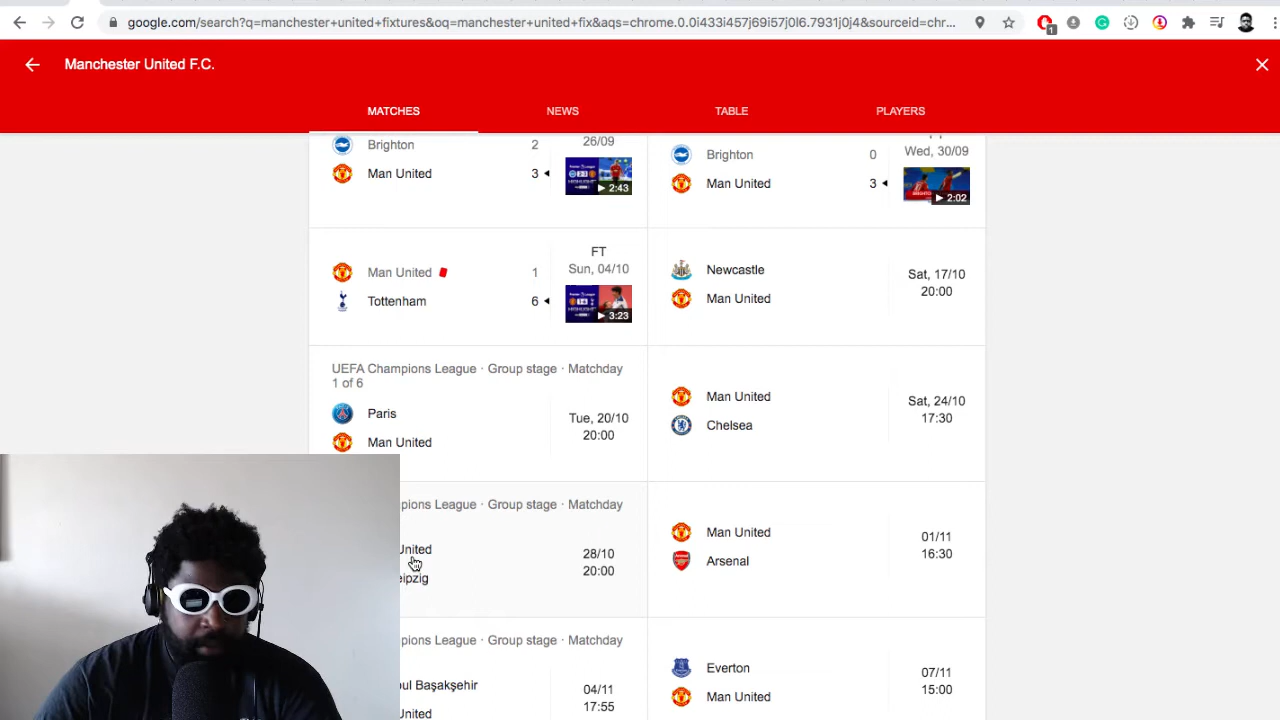 google.com/search?q=manchester+united+fixtures&oq=manchester+united+fix&aqs=chrome.0.0i433i457j69i57j0l6.7931j0j4&sourceid=chr...
1
Manchester United F.C.
MATCHES
NEWS
TABLE
PLAYERS
Brighton 2
Man United 3
26/09
2:43
Brighton 0
Man United 3
Wed, 30/09
2:02
Man United 1
Tottenham 6
FT
Sun, 04/10
3:23
Newcastle
Man United
Sat, 17/10
20:00
UEFA Champions League · Group stage · Matchday
1 of 6
Paris
Man United
Tue, 20/10
20:00
Man United
Chelsea
Sat, 24/10
17:30
pions League · Group stage · Matchday
United
eipzig
28/10
20:00
Man United
Arsenal
01/11
16:30
pions League · Group stage · Matchday
oul Başakşehir
United
04/11
17:55
Everton
Man United
07/11
15:00